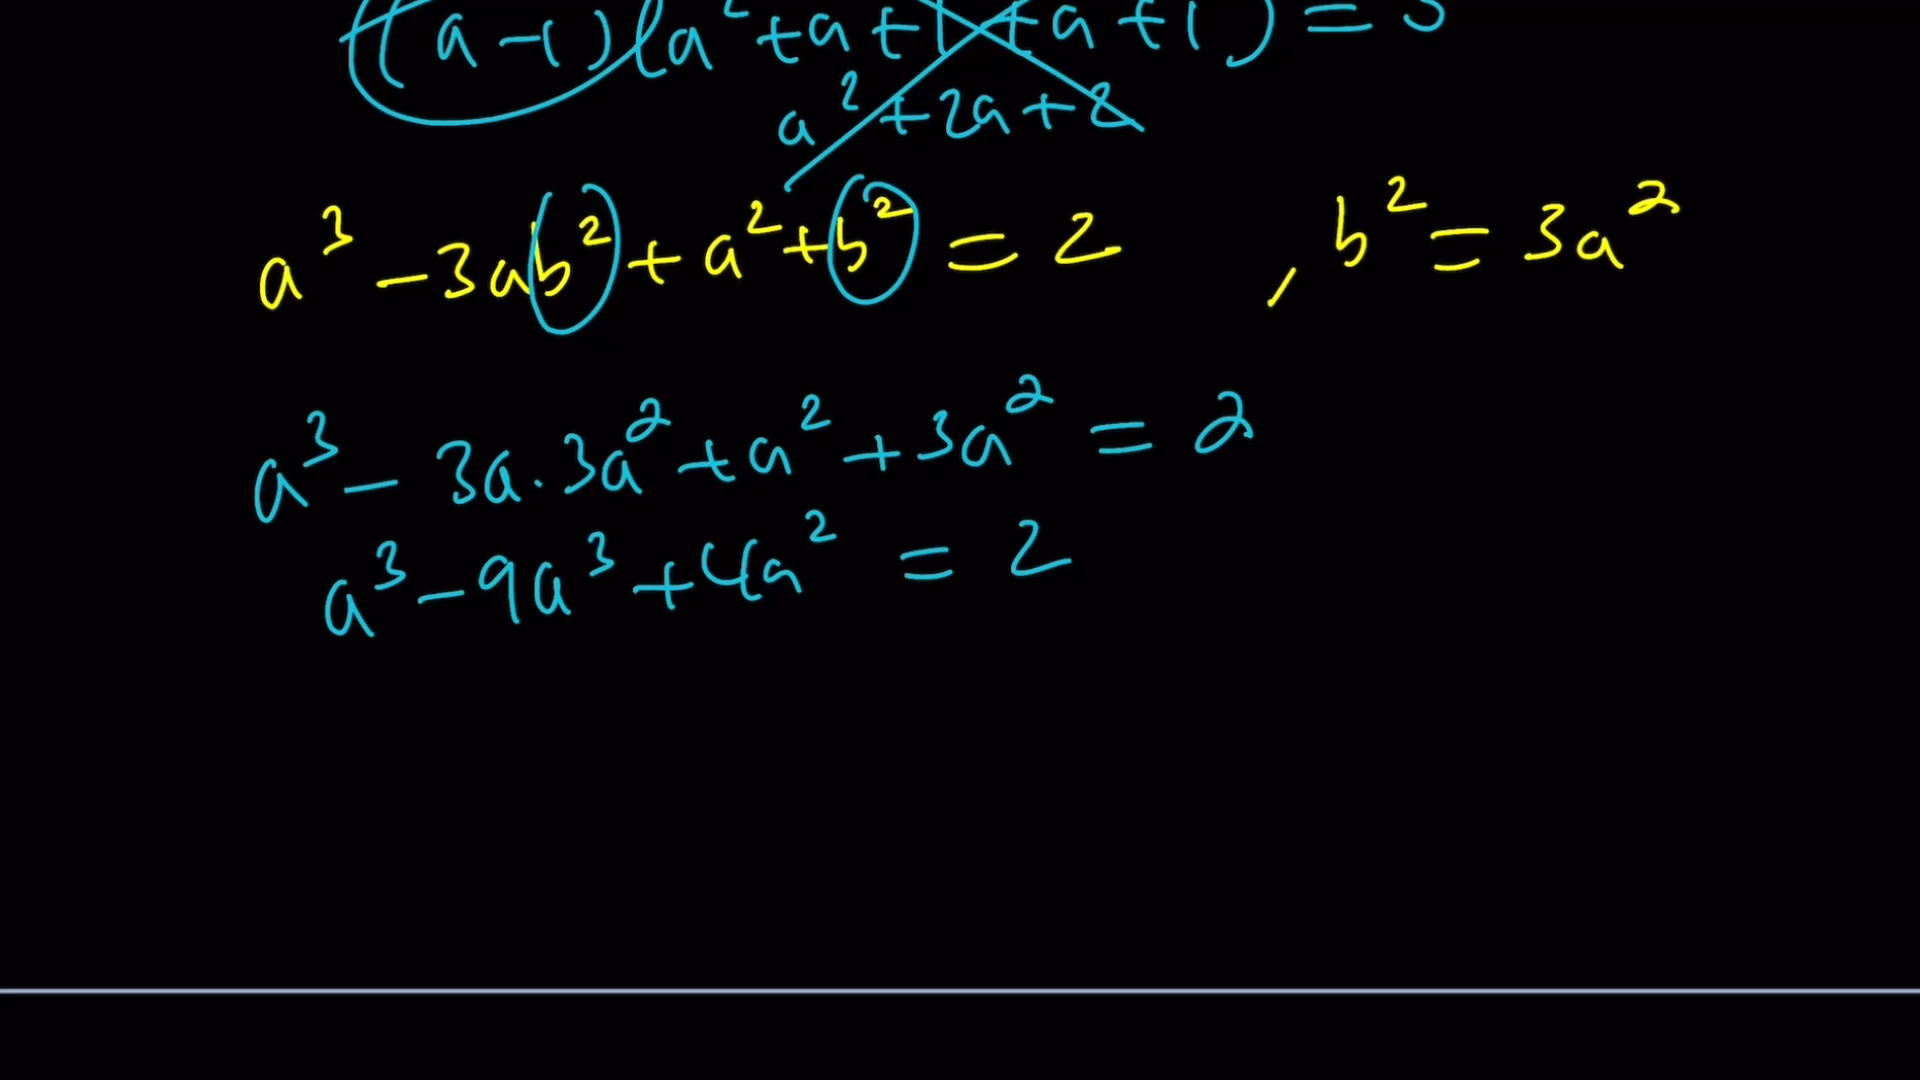 ((a-1)(a²+a+1+a+1)=
a²+2a+2
a³-3ab²+a²+b²=2 , b²=3a²
a³-3a·3a²+a²+3a²=2
a³-9a³+4a²=2